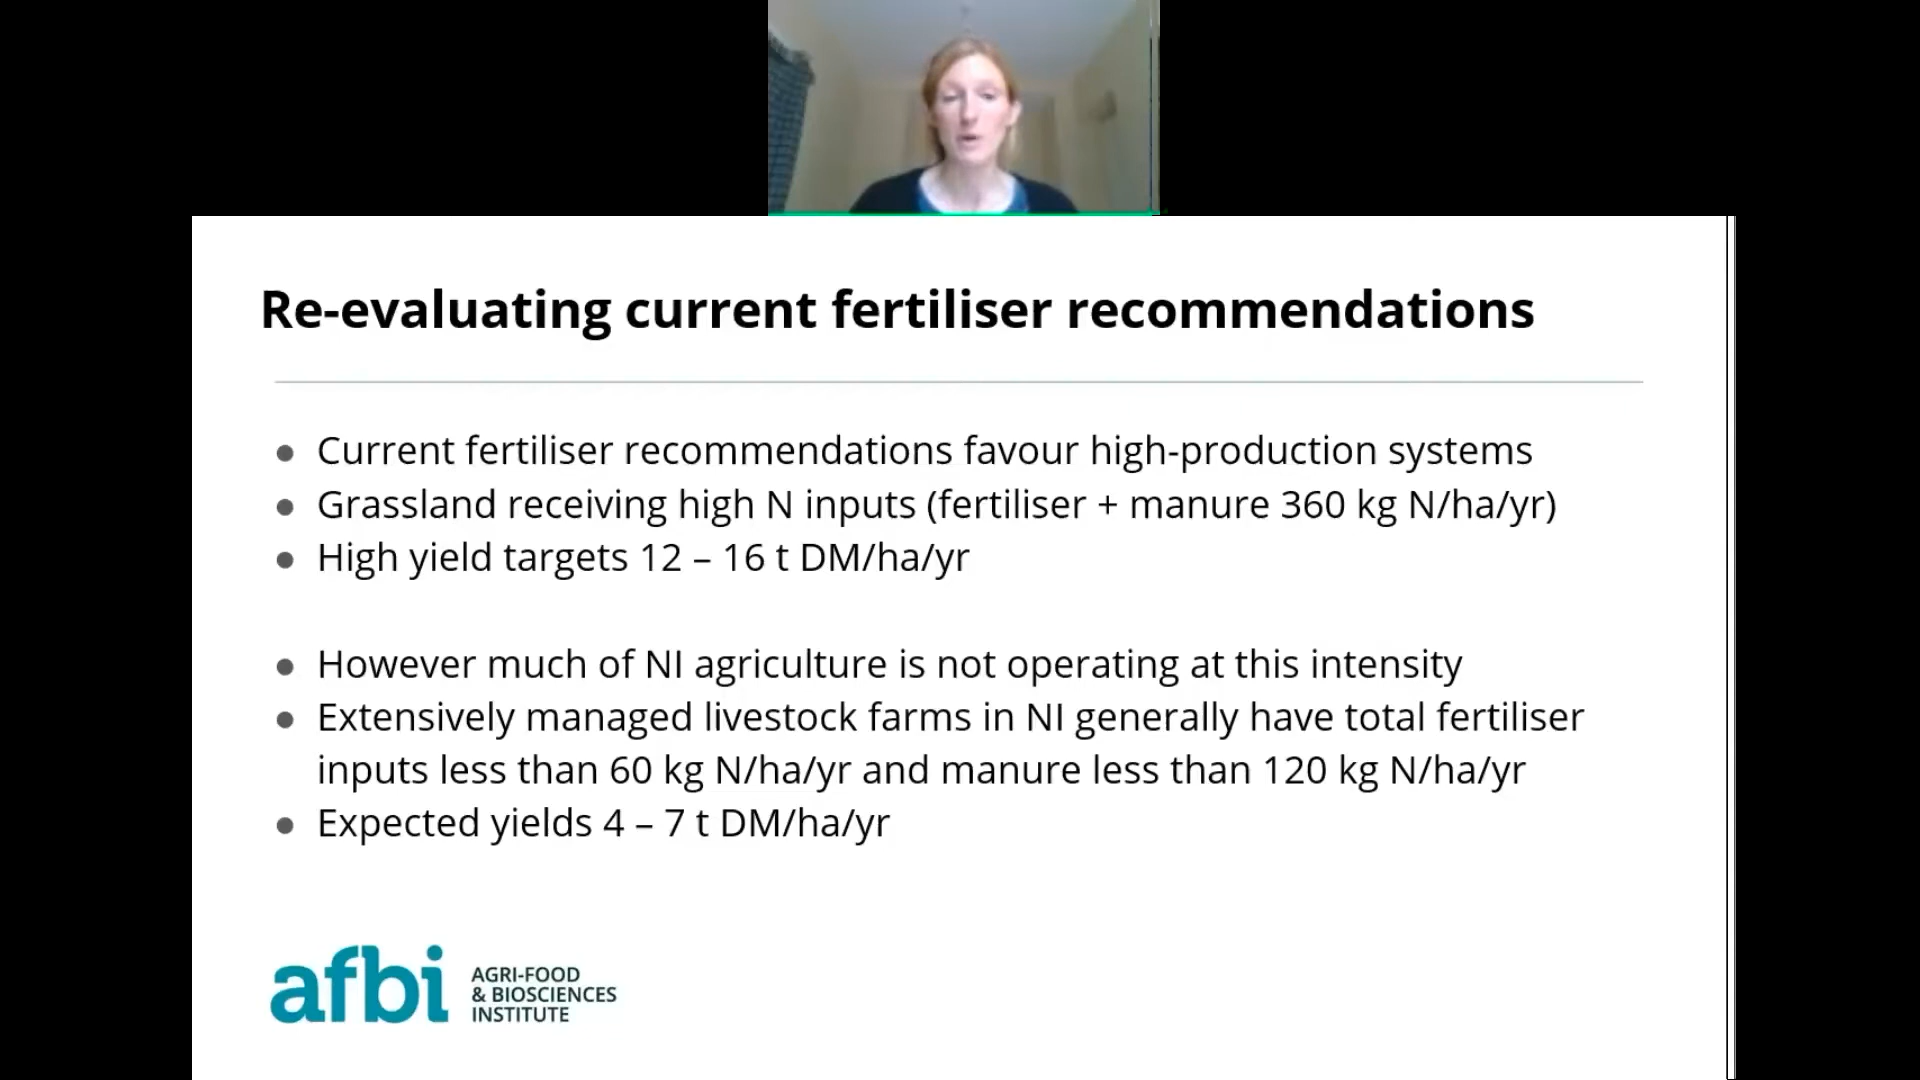 Re-evaluating current fertiliser recommendations
● Current fertiliser recommendations favour high-production systems
● Grassland receiving high N inputs (fertiliser + manure 360 kg N/ha/yr)
● High yield targets 12 – 16 t DM/ha/yr
● However much of NI agriculture is not operating at this intensity
● Extensively managed livestock farms in NI generally have total fertiliser
inputs less than 60 kg N/ha/yr and manure less than 120 kg N/ha/yr
● Expected yields 4 – 7 t DM/ha/yr
afbi
AGRI-FOOD
& BIOSCIENCES
INSTITUTE